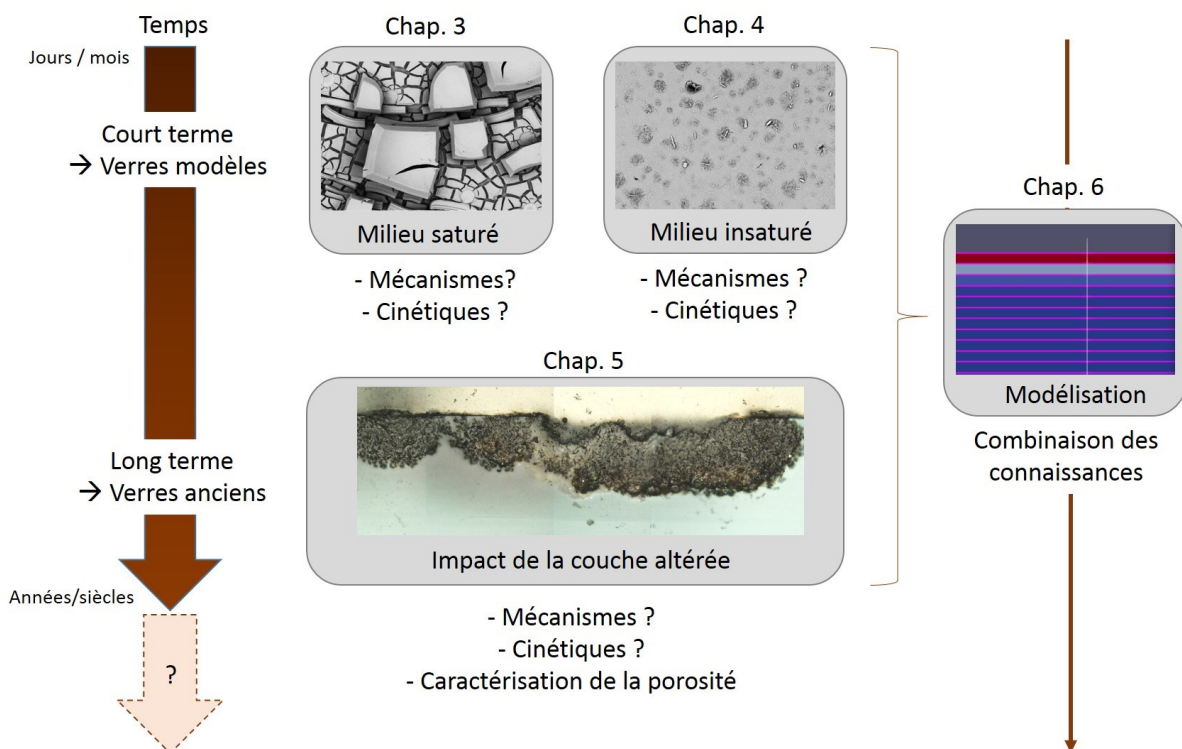 Temps
Jours / mois
Court terme
→ Verres modèles
Long terme
→ Verres anciens
Années/siècles
?
Chap. 3
Milieu saturé
- Mécanismes?
- Cinétiques ?
Chap. 4
Milieu insaturé
- Mécanismes ?
- Cinétiques ?
Chap. 5
Impact de la couche altérée
- Mécanismes ?
- Cinétiques ?
- Caractérisation de la porosité
Chap. 6
Modélisation
Combinaison des
connaissances